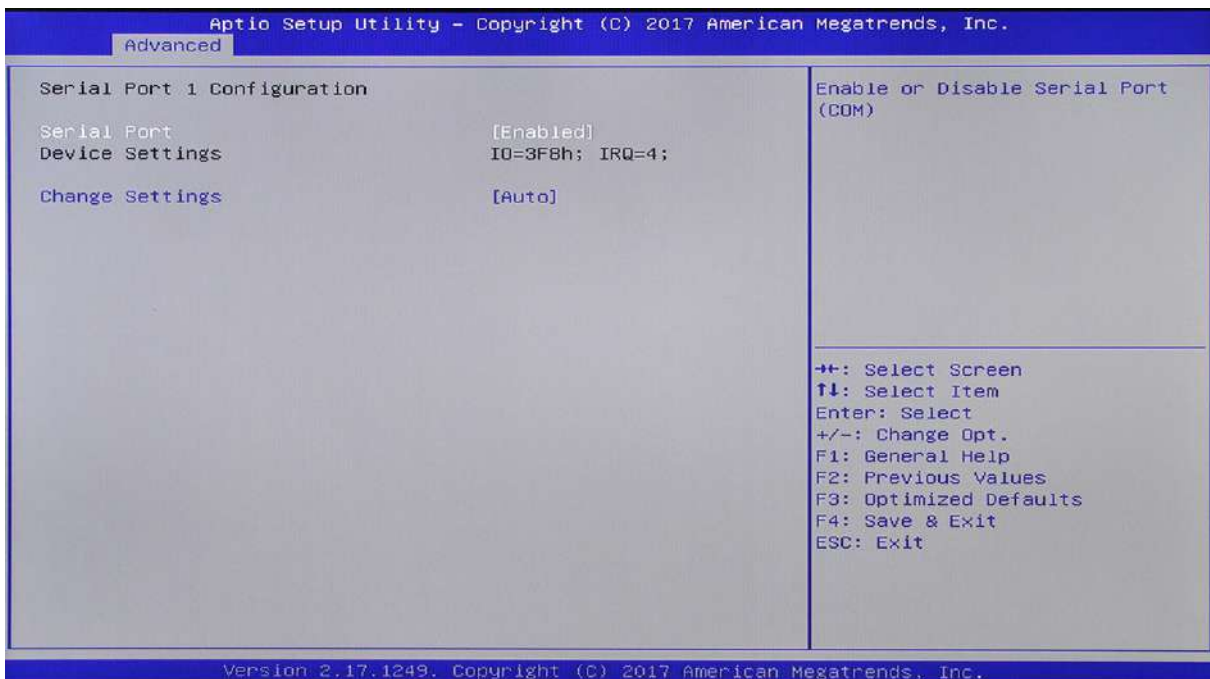 Aptio Setup Utility – Copyright (C) 2017 American Megatrends, Inc.
Advanced
Serial Port 1 Configuration
Serial Port [Enabled]
Device Settings IO=3F8h; IRQ=4;
Change Settings [Auto]
Enable or Disable Serial Port
(COM)
→←: Select Screen
↑↓: Select Item
Enter: Select
+/-: Change Opt.
F1: General Help
F2: Previous Values
F3: Optimized Defaults
F4: Save & Exit
ESC: Exit
Version 2.17.1249. Copyright (C) 2017 American Megatrends, Inc.